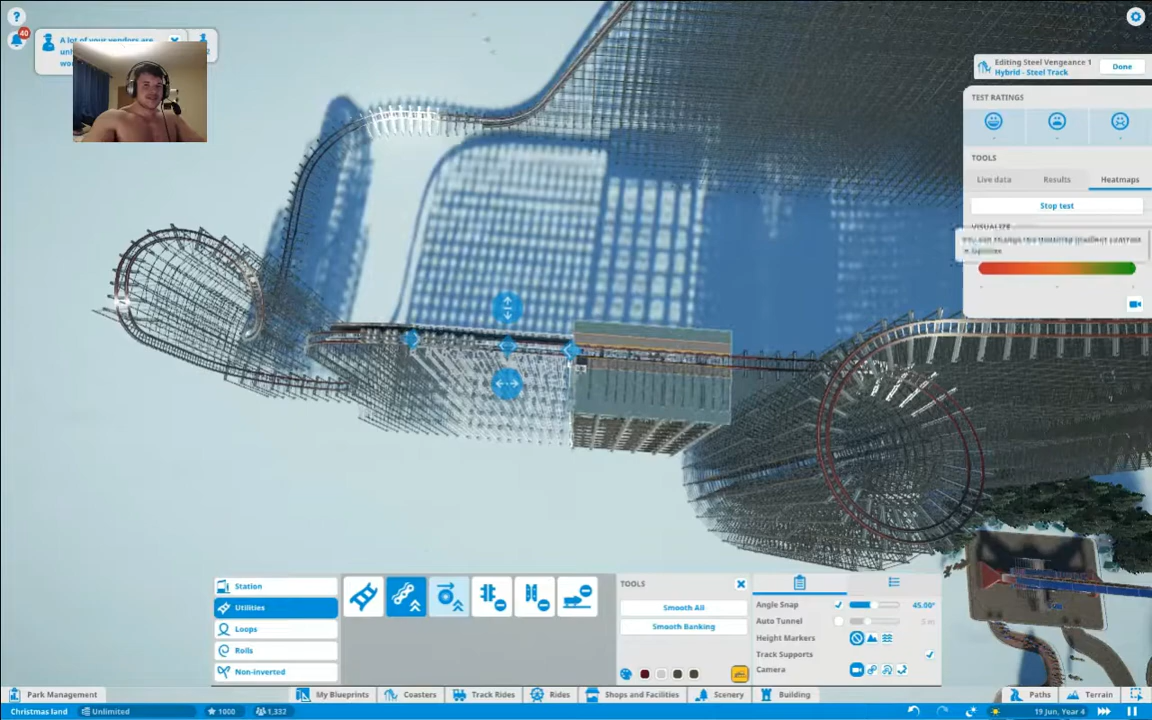 ?
40
A lot of your vendors are
Editing Steel Vengeance 1
Hybrid - Steel Track
Done
TEST RATINGS
- - -
TOOLS
Live data Results Heatmaps
Stop test
VISUALIZE
- - -
Station
Utilities
Loops
Rolls
Non-inverted
TOOLS
Smooth All
Smooth Banking
Angle Snap 45.00°
Auto Tunnel 5 m
Height Markers
Track Supports
Camera
Park Management My Blueprints Coasters Track Rides Rides Shops and Facilities Scenery Building Paths Terrain
Christmas land Unlimited 1000 1,332 19 Jun, Year 4